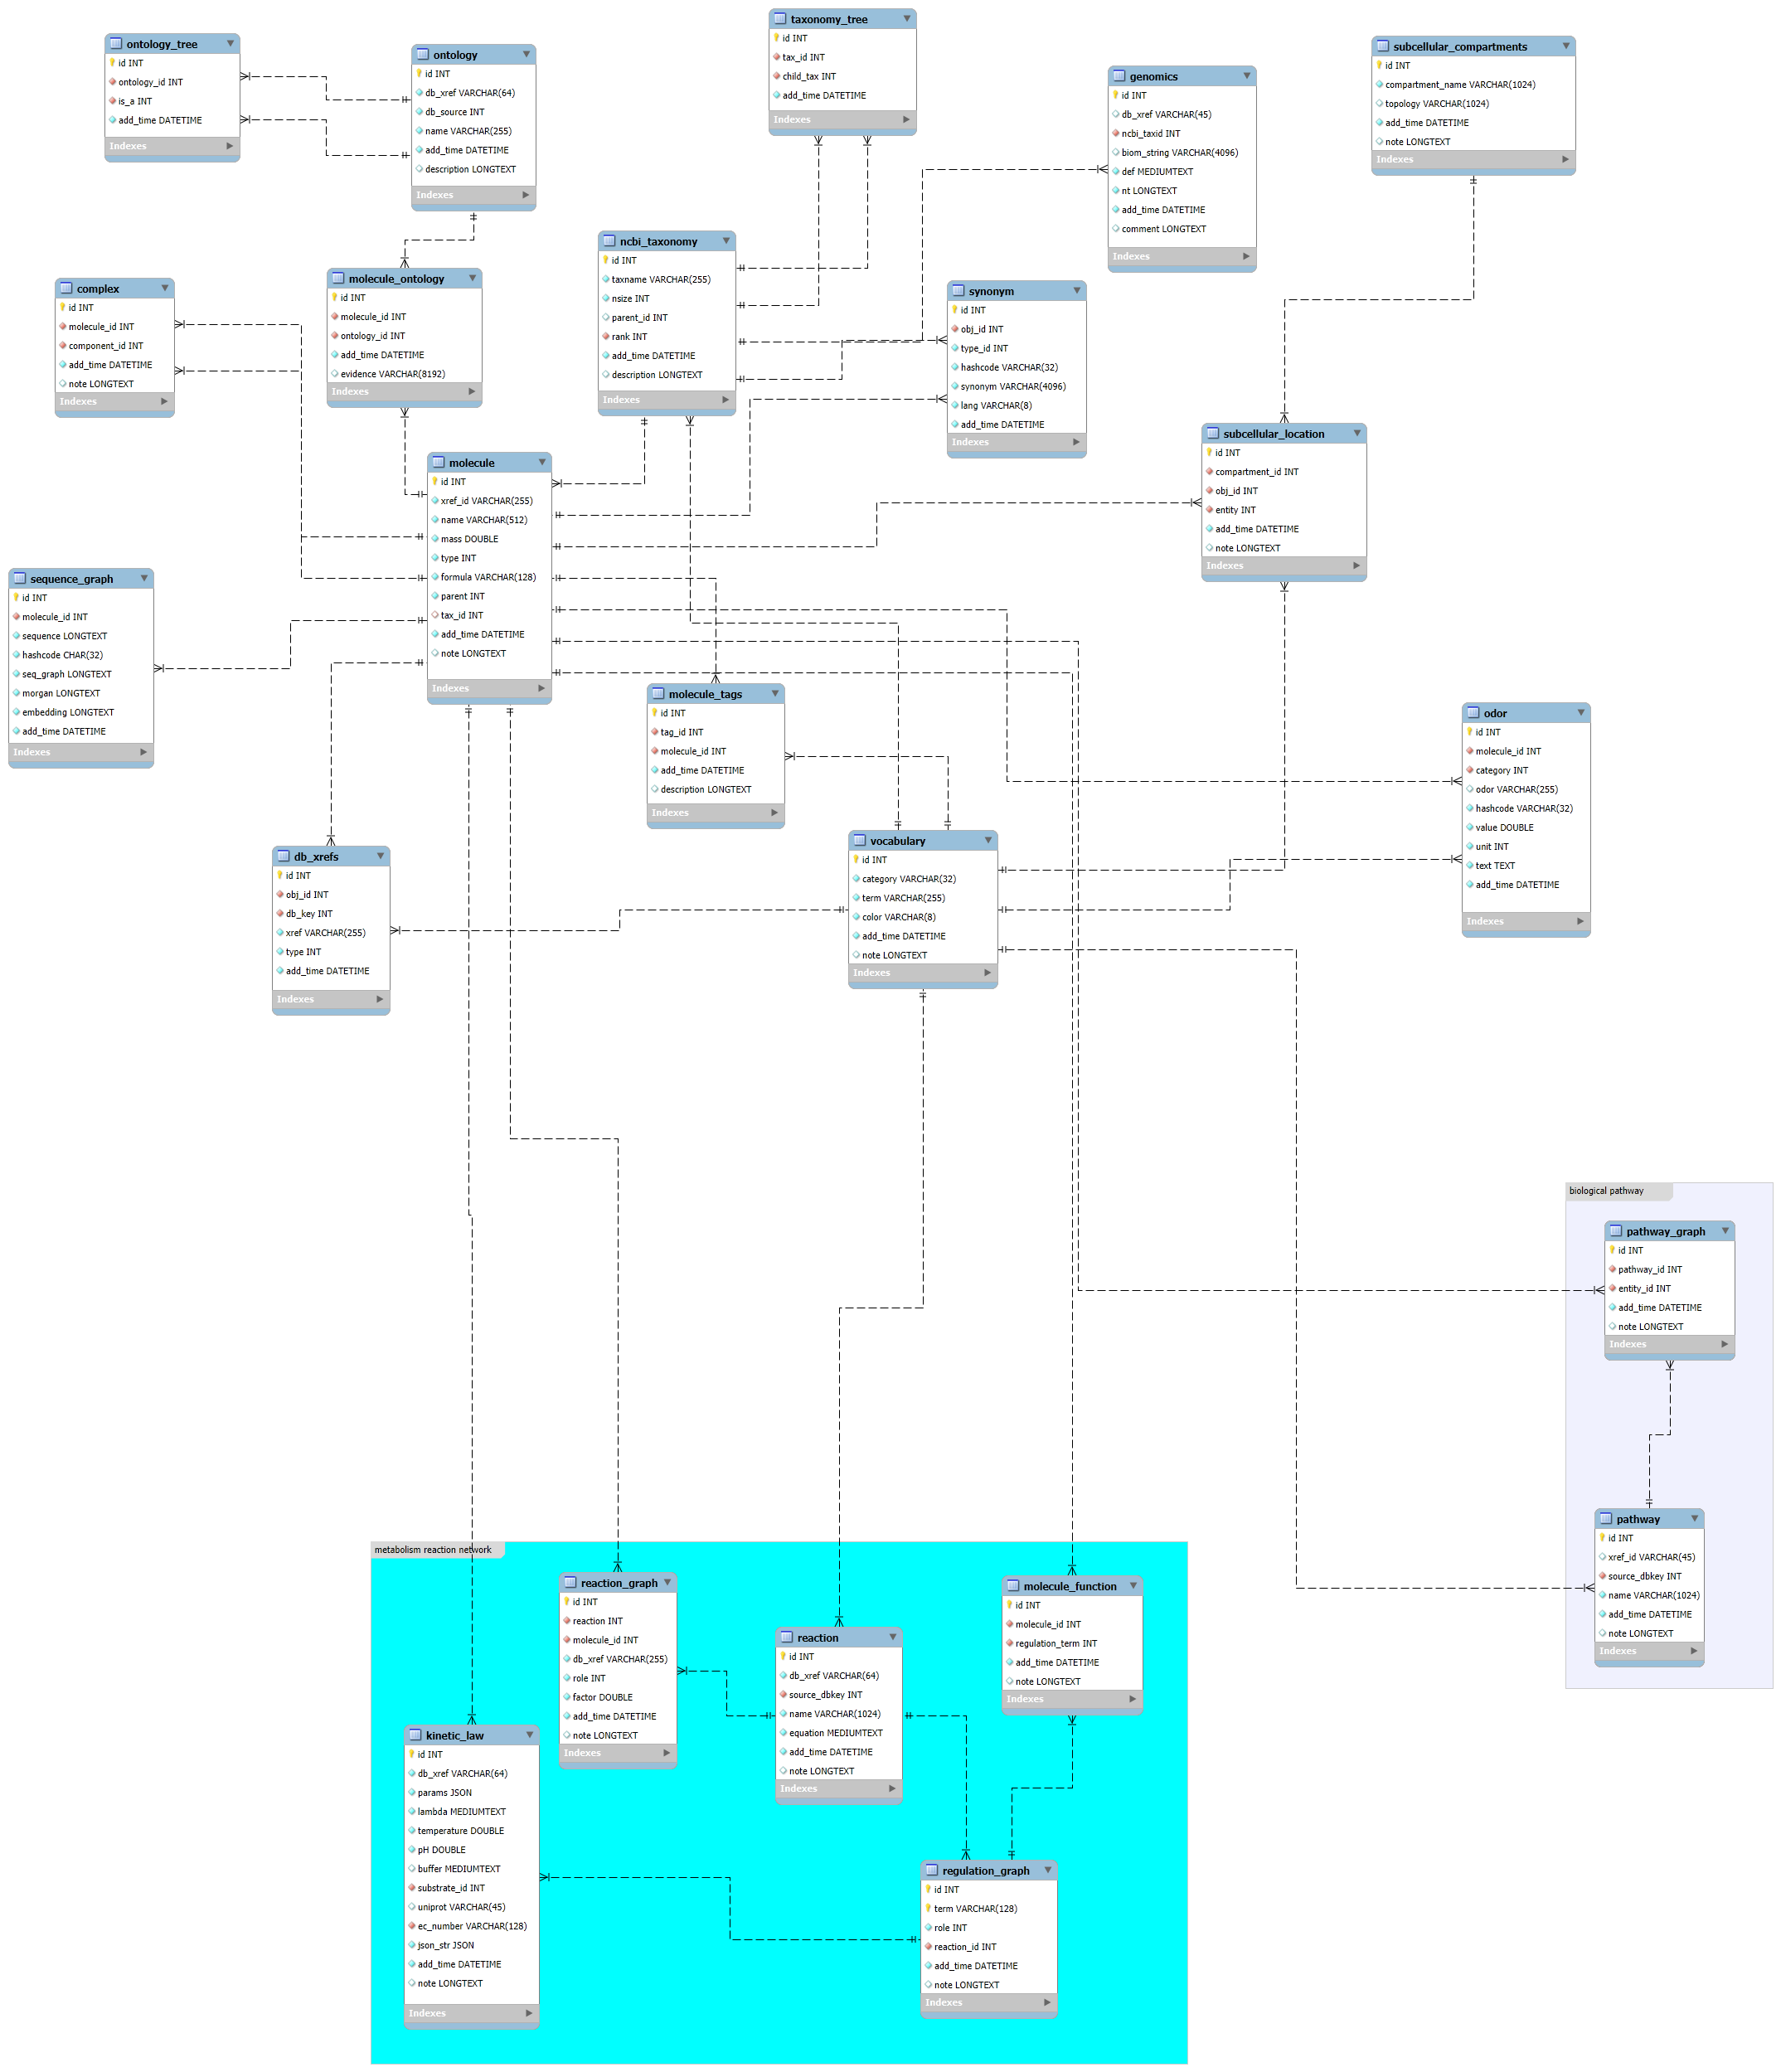 ontology_tree
id INT
ontology_id INT
is_a INT
add_time DATETIME
Indexes
ontology
id INT
db_xref VARCHAR(64)
db_source INT
name VARCHAR(255)
add_time DATETIME
description LONGTEXT
Indexes
taxonomy_tree
id INT
tax_id INT
child_tax INT
add_time DATETIME
Indexes
genomics
id INT
db_xref VARCHAR(45)
ncbi_taxid INT
biom_string VARCHAR(4096)
def MEDIUMTEXT
nt LONGTEXT
add_time DATETIME
comment LONGTEXT
Indexes
subcellular_compartments
id INT
compartment_name VARCHAR(1024)
topology VARCHAR(1024)
add_time DATETIME
note LONGTEXT
Indexes
complex
id INT
molecule_id INT
component_id INT
add_time DATETIME
note LONGTEXT
Indexes
molecule_ontology
id INT
molecule_id INT
ontology_id INT
add_time DATETIME
evidence VARCHAR(8192)
Indexes
ncbi_taxonomy
id INT
taxname VARCHAR(255)
nsize INT
parent_id INT
rank INT
add_time DATETIME
description LONGTEXT
Indexes
synonym
id INT
obj_id INT
type_id INT
hashcode VARCHAR(32)
synonym VARCHAR(4096)
lang VARCHAR(8)
add_time DATETIME
Indexes
subcellular_location
id INT
compartment_id INT
obj_id INT
entity INT
add_time DATETIME
note LONGTEXT
Indexes
molecule
id INT
xref_id VARCHAR(255)
name VARCHAR(512)
mass DOUBLE
type INT
formula VARCHAR(128)
parent INT
tax_id INT
add_time DATETIME
note LONGTEXT
Indexes
sequence_graph
id INT
molecule_id INT
sequence LONGTEXT
hashcode CHAR(32)
seq_graph LONGTEXT
morgan LONGTEXT
embedding LONGTEXT
add_time DATETIME
Indexes
molecule_tags
id INT
tag_id INT
molecule_id INT
add_time DATETIME
description LONGTEXT
Indexes
odor
id INT
molecule_id INT
category INT
odor VARCHAR(255)
hashcode VARCHAR(32)
value DOUBLE
unit INT
text TEXT
add_time DATETIME
Indexes
db_xrefs
id INT
obj_id INT
db_key INT
xref VARCHAR(255)
type INT
add_time DATETIME
Indexes
vocabulary
id INT
category VARCHAR(32)
term VARCHAR(255)
color VARCHAR(8)
add_time DATETIME
note LONGTEXT
Indexes
biological pathway
pathway_graph
id INT
pathway_id INT
entity_id INT
add_time DATETIME
note LONGTEXT
Indexes
pathway
id INT
xref_id VARCHAR(45)
source_dbkey INT
name VARCHAR(1024)
add_time DATETIME
note LONGTEXT
Indexes
metabolism reaction network
reaction_graph
id INT
reaction INT
molecule_id INT
db_xref VARCHAR(255)
role INT
factor DOUBLE
add_time DATETIME
note LONGTEXT
Indexes
reaction
id INT
db_xref VARCHAR(64)
source_dbkey INT
name VARCHAR(1024)
equation MEDIUMTEXT
add_time DATETIME
note LONGTEXT
Indexes
molecule_function
id INT
molecule_id INT
regulation_term INT
add_time DATETIME
note LONGTEXT
Indexes
kinetic_law
id INT
db_xref VARCHAR(64)
params JSON
lambda MEDIUMTEXT
temperature DOUBLE
pH DOUBLE
buffer MEDIUMTEXT
substrate_id INT
uniprot VARCHAR(45)
ec_number VARCHAR(128)
json_str JSON
add_time DATETIME
note LONGTEXT
Indexes
regulation_graph
id INT
term VARCHAR(128)
role INT
reaction_id INT
add_time DATETIME
note LONGTEXT
Indexes